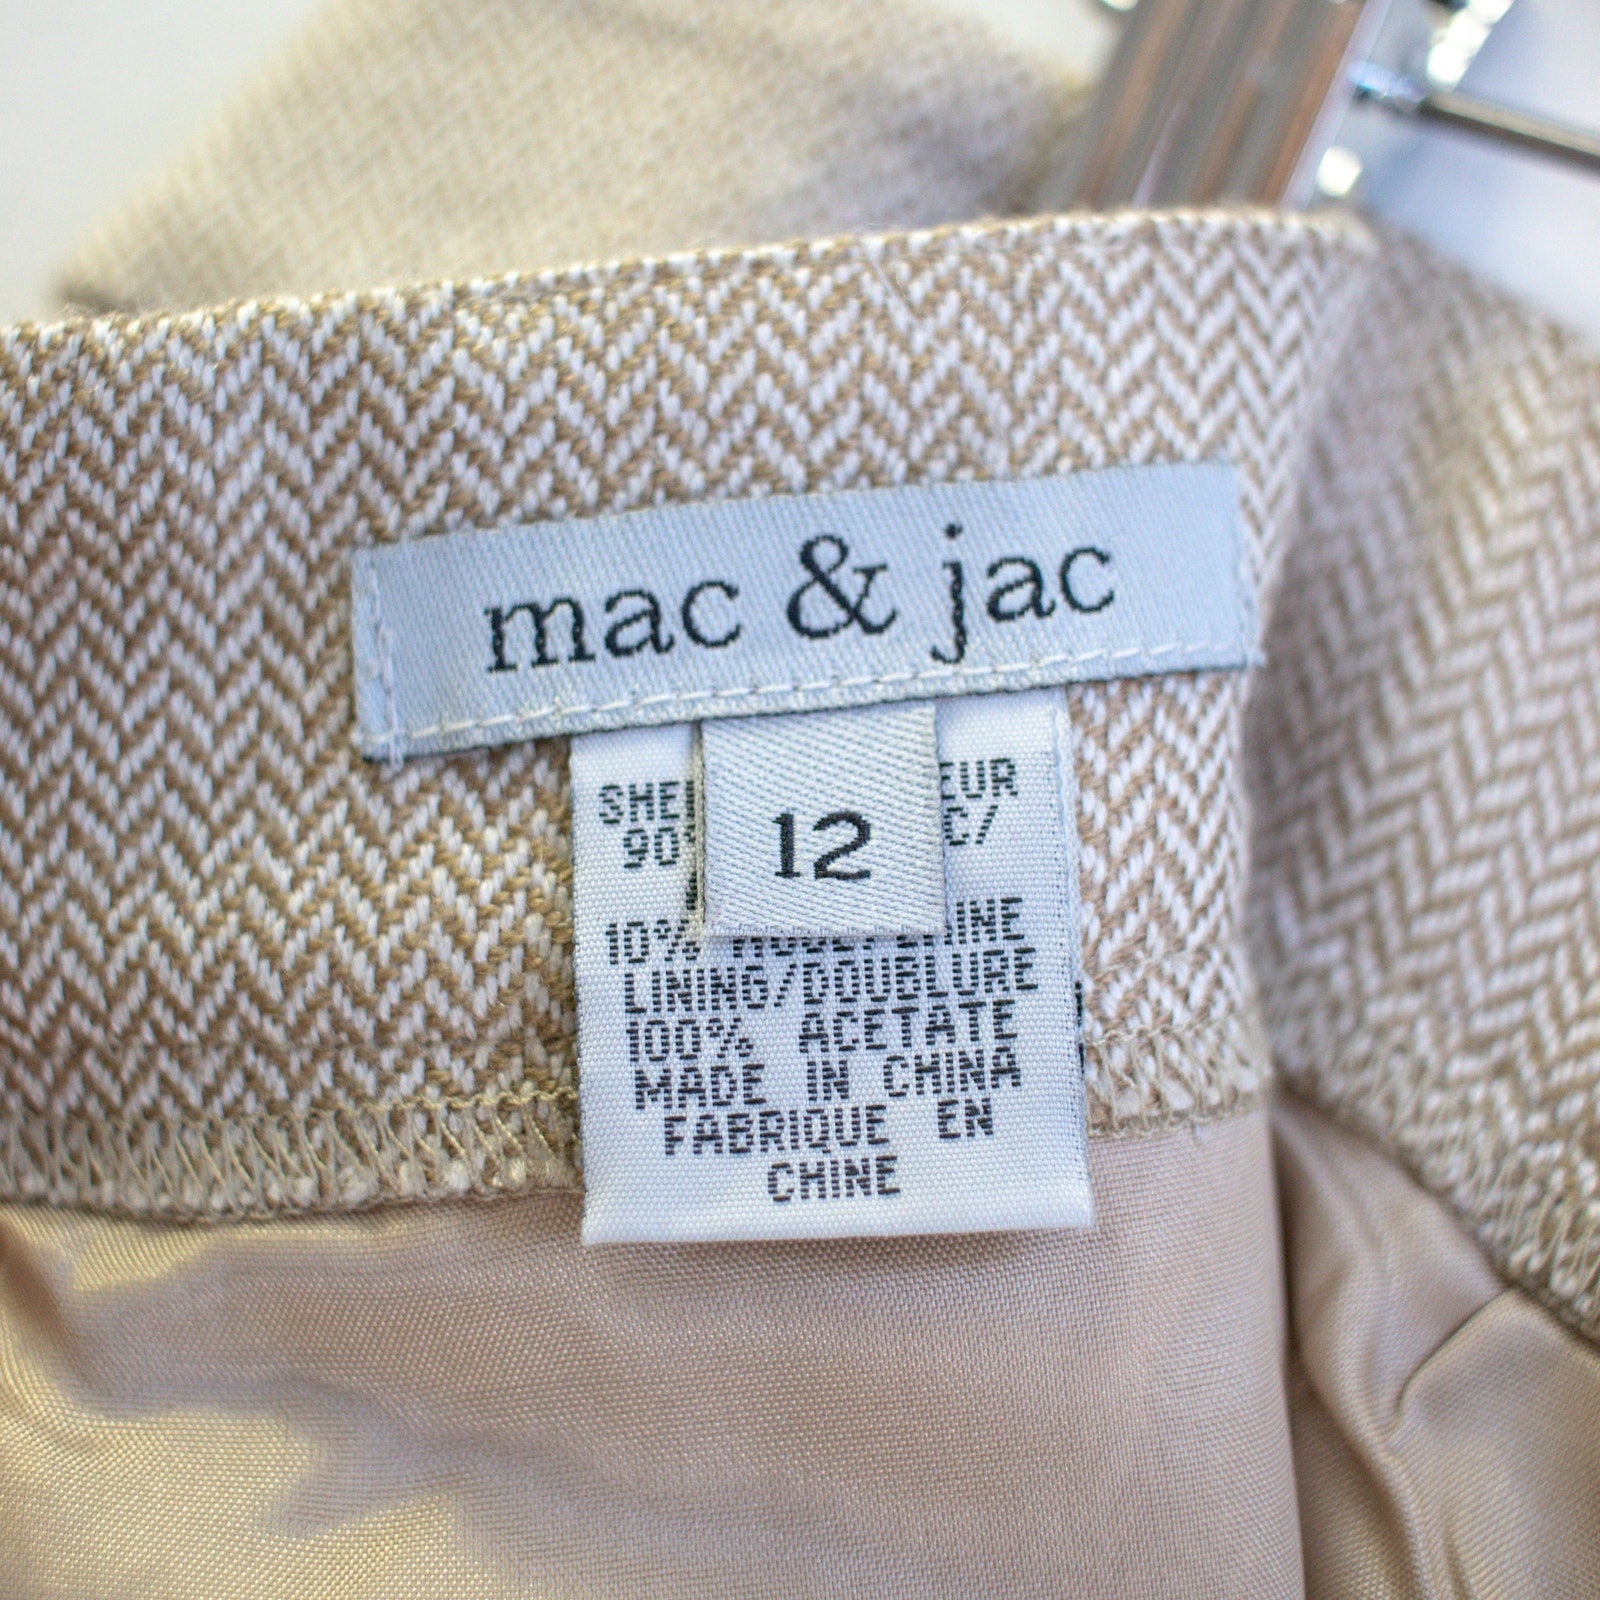 mac & jac
12
10%
LINING/DOUBLURE
100% ACETATE
MADE IN CHINA
FABRIQUE EN
CHINE